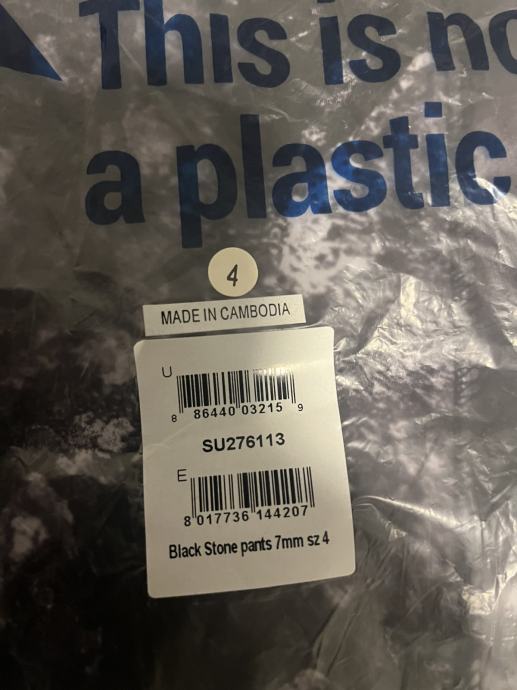 This is no
a plastic
4
MADE IN CAMBODIA
U
8 86440 03215 9
SU276113
E
8 017736 144207
Black Stone pants 7mm sz 4